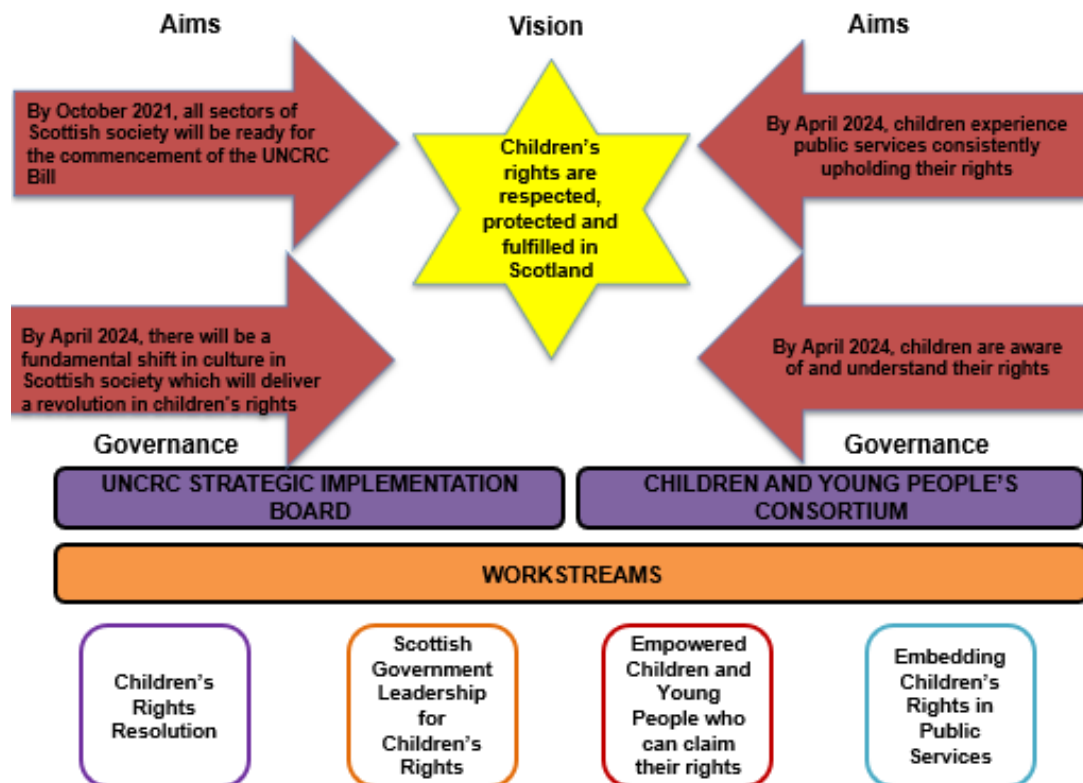 Aims
Vision
Aims
By October 2021, all sectors of
Scottish society will be ready for
the commencement of the UNCRC
Bill
Children's
rights are
respected,
protected and
fulfilled in
Scotland
By April 2024, children experience
public services consistently
upholding their rights
By April 2024, there will be a
fundamental shift in culture in
Scottish society which will deliver
a revolution in children's rights
By April 2024, children are aware
of and understand their rights
Governance
Governance
UNCRC STRATEGIC IMPLEMENTATION
BOARD
CHILDREN AND YOUNG PEOPLE'S
CONSORTIUM
WORKSTREAMS
Children's
Rights
Resolution
Scottish
Government
Leadership
for
Children's
Rights
Empowered
Children and
Young
People who
can claim
their rights
Embedding
Children's
Rights in
Public
Services